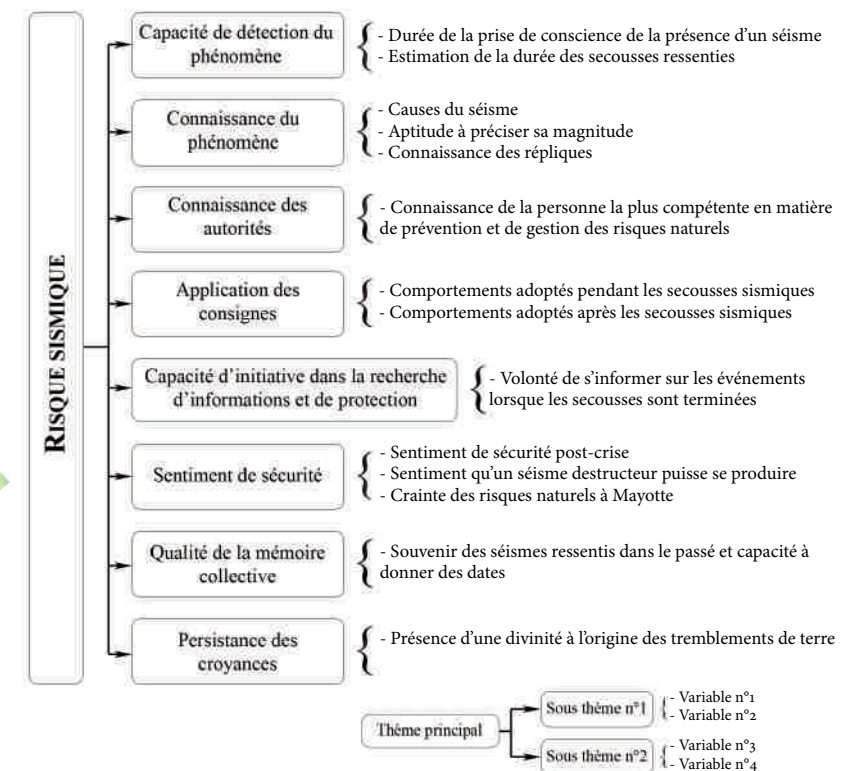 RISQUE SISMIQUE
Capacité de détection du
phénomène
- Durée de la prise de conscience de la présence d'un séisme
- Estimation de la durée des secousses ressenties
Connaissance du
phénomène
- Causes du séisme
- Aptitude à préciser sa magnitude
- Connaissance des répliques
Connaissance des
autorités
- Connaissance de la personne la plus compétente en matière
de prévention et de gestion des risques naturels
Application des
consignes
- Comportements adoptés pendant les secousses sismiques
- Comportements adoptés après les secousses sismiques
Capacité d'initiative dans la recherche
d'informations et de protection
- Volonté de s'informer sur les événements
lorsque les secousses sont terminées
Sentiment de sécurité
- Sentiment de sécurité post-crise
- Sentiment qu'un séisme destructeur puisse se produire
- Crainte des risques naturels à Mayotte
Qualité de la mémoire
collective
- Souvenir des séismes ressentis dans le passé et capacité à
donner des dates
Persistance des
croyances
- Présence d'une divinité à l'origine des tremblements de terre
Thème principal
Sous thème n°1
- Variable n°1
- Variable n°2
Sous thème n°2
- Variable n°3
- Variable n°4